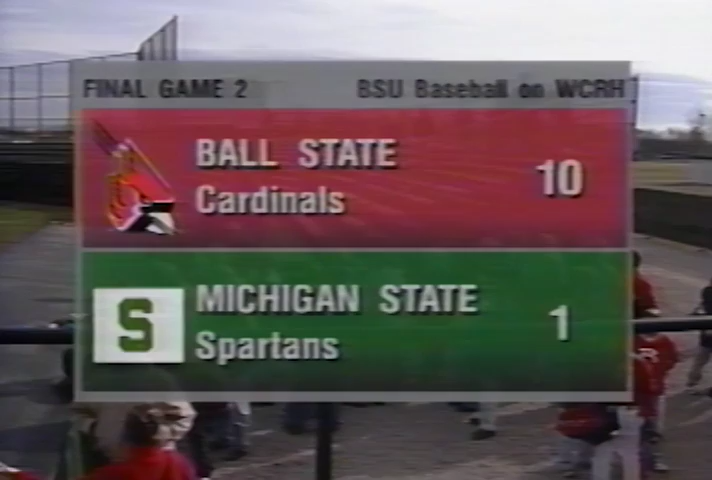 FINAL GAME 2 BSU Baseball on WCRH
BALL STATE
Cardinals
10
S
MICHIGAN STATE
Spartans
1